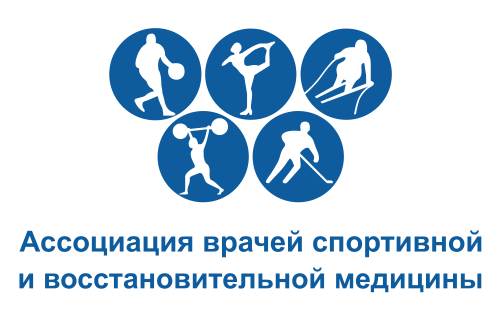 Ассоциация врачей спортивной
и восстановительной медицины